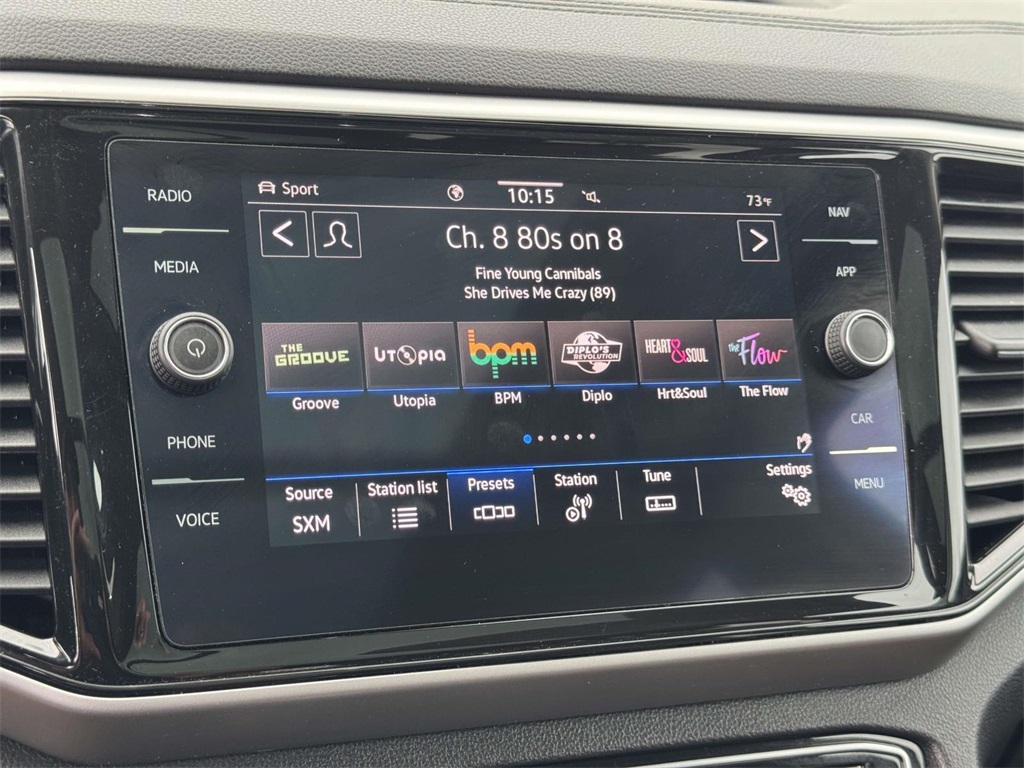 RADIO
MEDIA
PHONE
VOICE
Sport
10:15
73°F
Ch. 8 80s on 8
Fine Young Cannibals
She Drives Me Crazy (89)
THE
GROOVE
UTOPIA
bpm
DIPLO'S
REVOLUTION
HEART & SOUL
the Flow
Groove
Utopia
BPM
Diplo
Hrt&Soul
The Flow
Source
SXM
Station list
Presets
Station
Tune
Settings
NAV
APP
CAR
MENU